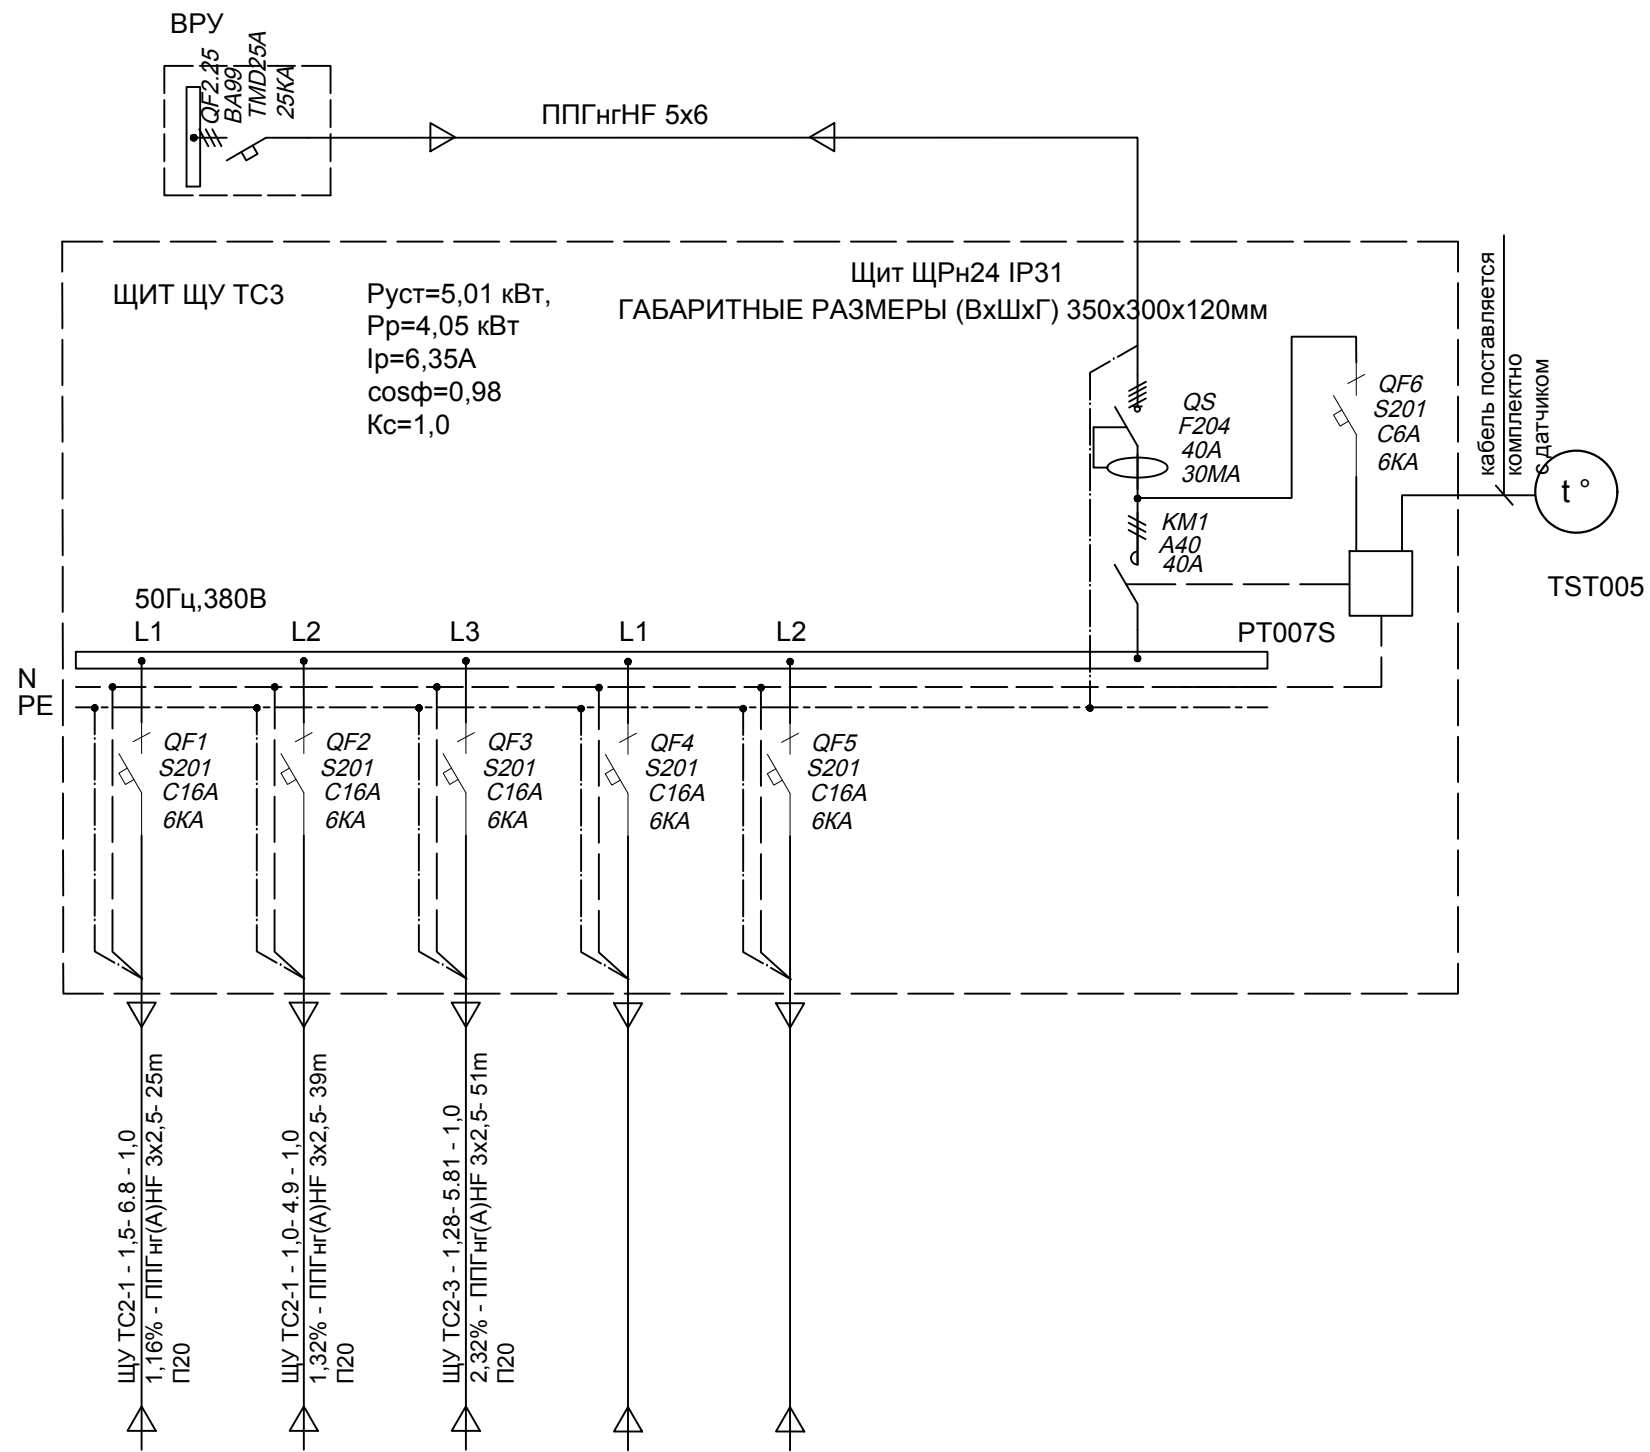 ВРУ
QF2.25
ВА99
TMD25A
25KA
ППГнгHF 5x6
ЩИТ ЩУ ТС3
Руст=5,01 кВт,
Рр=4,05 кВт
Iр=6,35А
cosф=0,98
Кс=1,0
Щит ЩРн24 IP31
ГАБАРИТНЫЕ РАЗМЕРЫ (ВхШхГ) 350х300х120мм
QS
F204
40A
30MA
KM1
A40
40A
QF6
S201
C6A
6KA
кабель поставляется
комплектно
с датчиком
t °
TST005
PT007S
50Гц,380В
L1
L2
L3
L1
L2
N
PE
QF1
S201
C16A
6KA
QF2
S201
C16A
6KA
QF3
S201
C16A
6KA
QF4
S201
C16A
6KA
QF5
S201
C16A
6KA
ЩУ ТС2-1 - 1,5- 6.8 - 1,0
1,16% - ППГнг(А)HF 3х2,5- 25m
П20
ЩУ ТС2-1 - 1,0- 4.9 - 1,0
1,32% - ППГнг(А)HF 3х2,5- 39m
П20
ЩУ ТС2-3 - 1,28- 5.81 - 1,0
2,32% - ППГнг(А)HF 3х2,5- 51m
П20